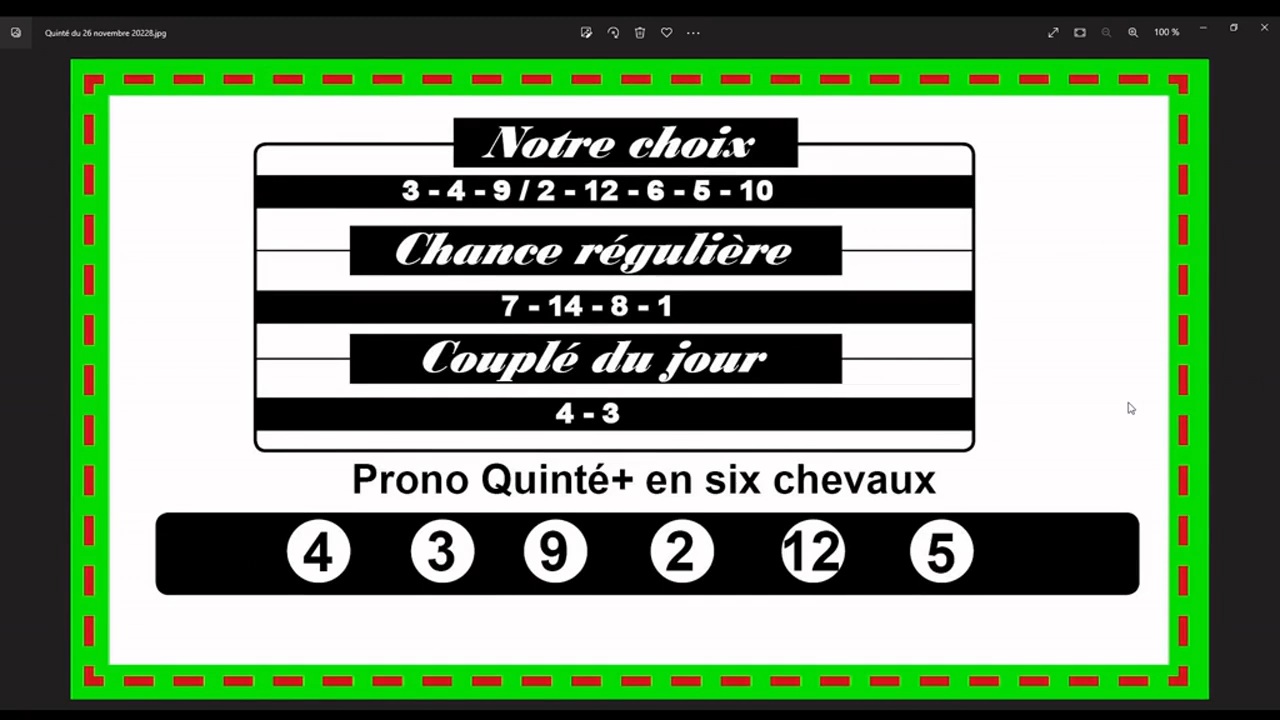 Quinté du 26 novembre 20228.jpg
100 %
Notre choix
3 - 4 - 9 / 2 - 12 - 6 - 5 - 10
Chance régulière
7 - 14 - 8 - 1
Couplé du jour
4 - 3
Prono Quinté+ en six chevaux
4 3 9 2 12 5